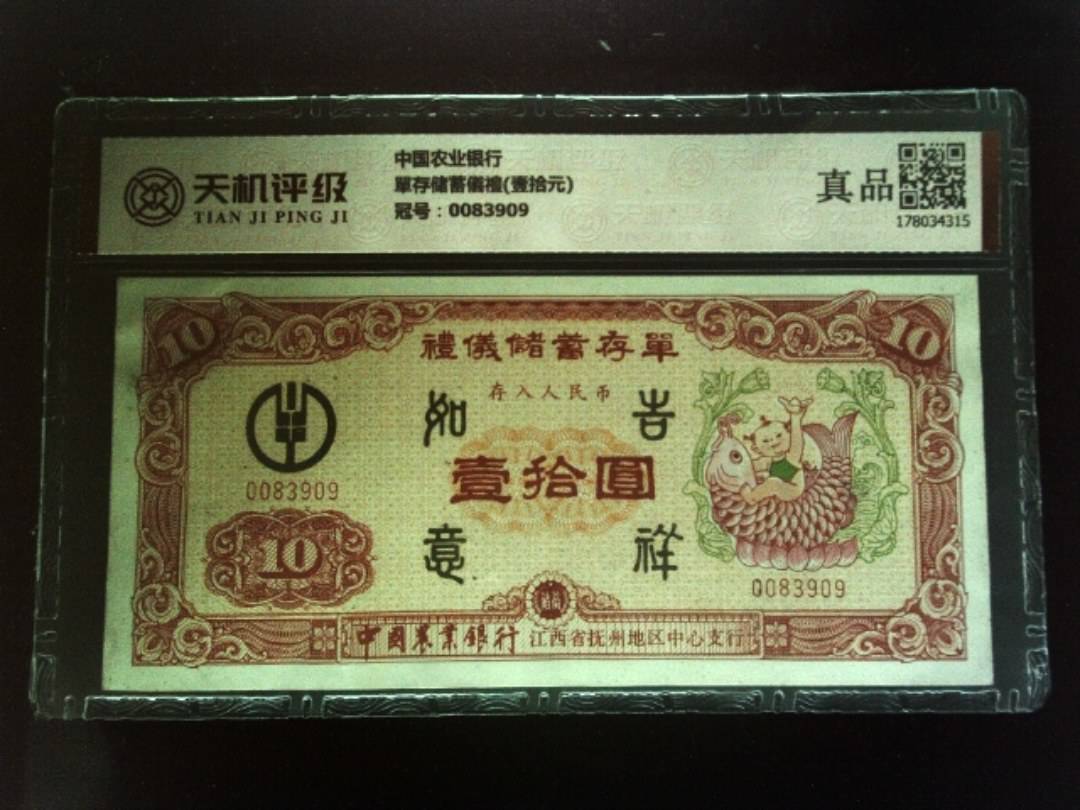 天机评级
TIAN JI PING JI
中国农业银行
單存储蓄儀禮(壹拾元)
冠号：0083909
真品
178034315
10
10
禮儀儲蓄存單
存入人民币
如
吉
壹拾圓
0083909
意
祥
10
0083909
中國農業銀行 江西省抚州地区中心支行